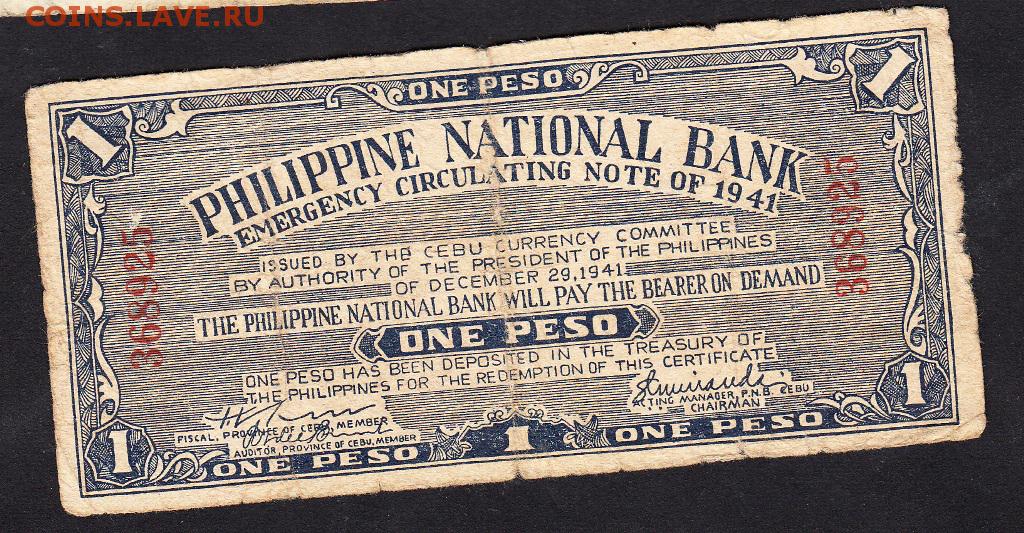 COINS.LAVE.RU
ONE PESO
1
1
PHILIPPINE NATIONAL BANK
EMERGENCY CIRCULATING NOTE OF 1941
ISSUED BY THE CEBU CURRENCY COMMITTEE
BY AUTHORITY OF THE PRESIDENT OF THE PHILIPPINES
OF DECEMBER 29,1941
THE PHILIPPINE NATIONAL BANK WILL PAY THE BEARER ON DEMAND
368925
368925
ONE PESO
ONE PESO HAS BEEN DEPOSITED IN THE TREASURY OF
THE PHILIPPINES FOR THE REDEMPTION OF THIS CERTIFICATE
FISCAL, PROVINCE OF CEBU, MEMBER
AUDITOR, PROVINCE OF CEBU, MEMBER
ACTING MANAGER, P.N.B. CEBU
CHAIRMAN
1
ONE PESO
1
ONE PESO
1